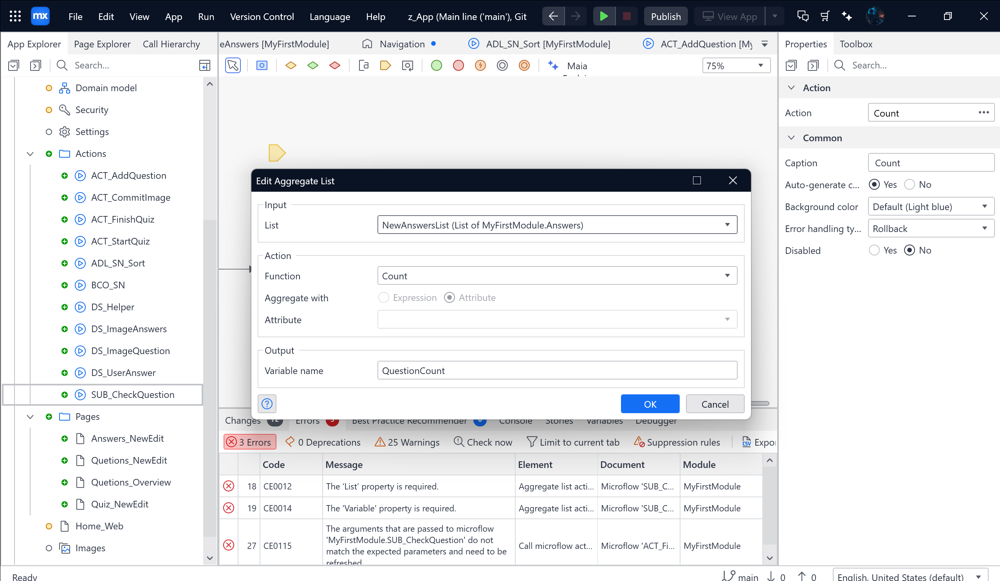 mx File Edit View App Run Version Control Language Help z_App (Main line ('main'), Git Publish View App
App Explorer Page Explorer Call Hierarchy
eAnswers [MyFirstModule] Navigation ADL_SN_Sort [MyFirstModule] ACT_AddQuestion [My
Properties Toolbox
Search...
Maia
75%
Search...
Domain model
Security
Settings
Actions
ACT_AddQuestion
ACT_CommitImage
ACT_FinishQuiz
ACT_StartQuiz
ADL_SN_Sort
BCO_SN
DS_Helper
DS_ImageAnswers
DS_ImageQuestion
DS_UserAnswer
SUB_CheckQuestion
Pages
Answers_NewEdit
Quetions_NewEdit
Quetions_Overview
Quiz_NewEdit
Home_Web
Images
Edit Aggregate List
Input
List NewAnswersList (List of MyFirstModule.Answers)
Action
Function Count
Aggregate with Expression Attribute
Attribute
Output
Variable name QuestionCount
? OK Cancel
Action
Action Count ...
Common
Caption Count
Auto-generate c... Yes No
Background color Default (Light blue)
Error handling ty... Rollback
Disabled Yes No
Changes Errors Best Practice Recommender Console Stories Variables Debugger
3 Errors 0 Deprecations 25 Warnings Check now Limit to current tab Suppression rules CSV Expor
Code Message Element Document Module
18 CE0012 The ‘List’ property is required. Aggregate list acti... Microflow 'SUB_C... MyFirstModule
19 CE0014 The 'Variable' property is required. Aggregate list acti... Microflow 'SUB_C... MyFirstModule
27 CE0115 The arguments that are passed to microflow
'MyFirstModule.SUB_CheckQuestion' do not
match the expected parameters and need to be
refreshed
Call microflow act... Microflow 'ACT_Fi... MyFirstModule
Ready
main 0 0 English, United States (default)